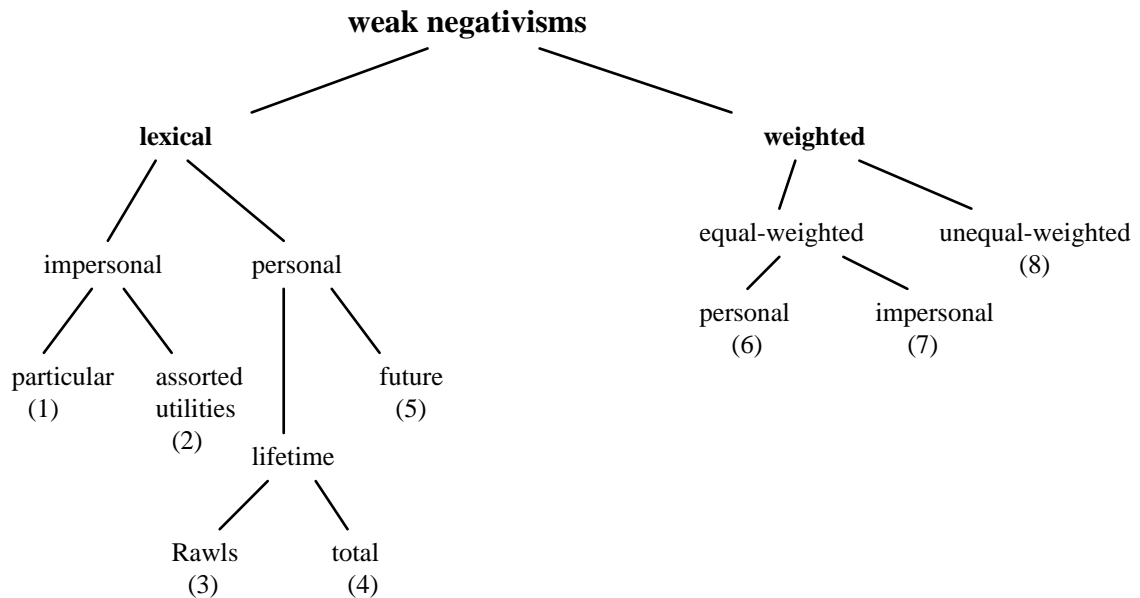 weak negativisms
lexical
weighted
equal-weighted
unequal-weighted
(8)
impersonal
personal
personal
(6)
impersonal
(7)
particular
(1)
assorted
utilities
(2)
future
(5)
lifetime
Rawls
(3)
total
(4)